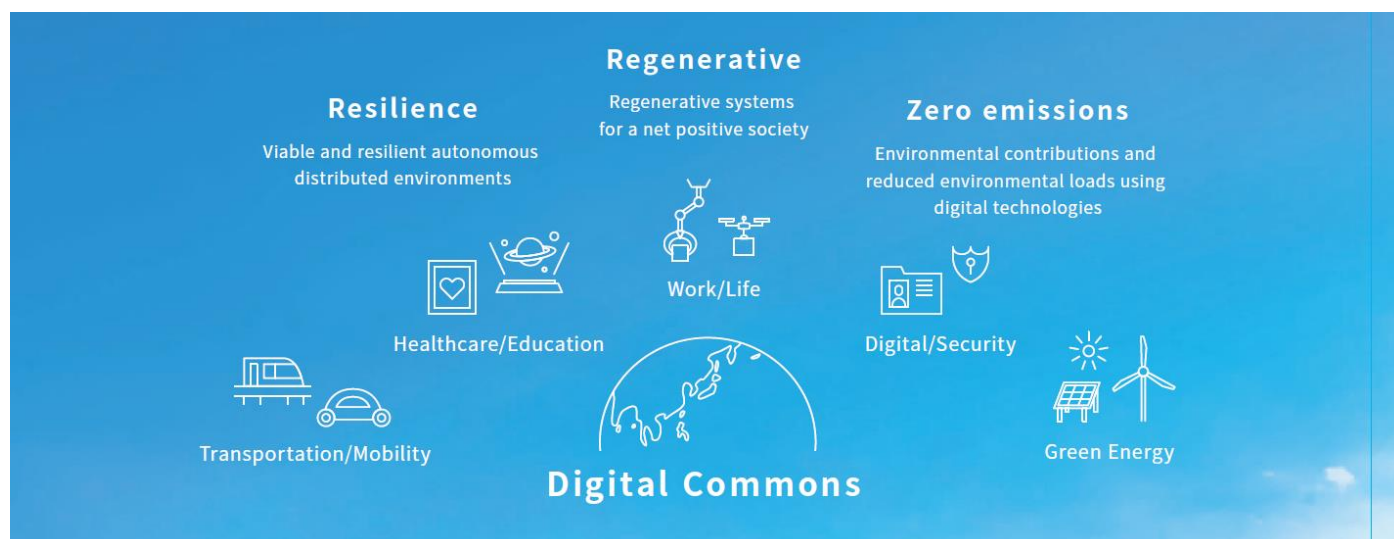 Regenerative
Regenerative systems
for a net positive society
Resilience
Viable and resilient autonomous
distributed environments
Zero emissions
Environmental contributions and
reduced environmental loads using
digital technologies
Work/Life
Healthcare/Education
Digital/Security
Transportation/Mobility
Green Energy
Digital Commons